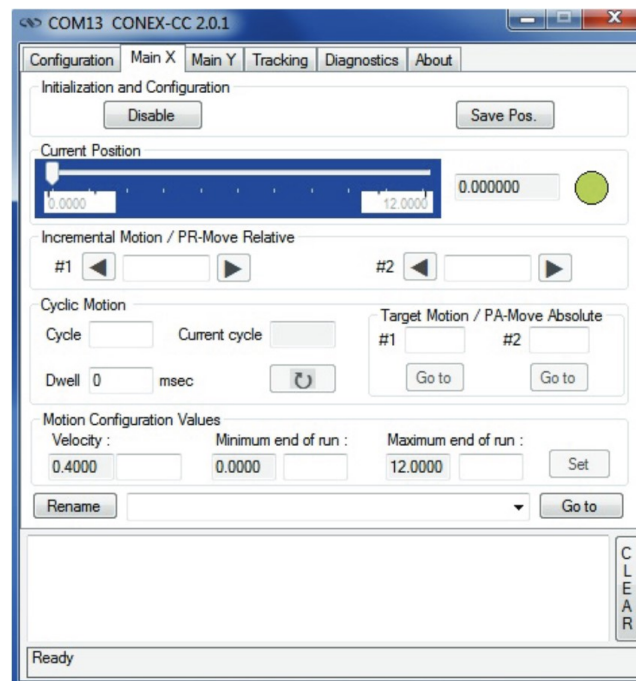 COM13 CONEX-CC 2.0.1
Configuration Main X Main Y Tracking Diagnostics About
Initialization and Configuration
Disable Save Pos.
Current Position
0.0000 12.0000 0.000000
Incremental Motion / PR-Move Relative
#1 #2
Cyclic Motion
Target Motion / PA-Move Absolute
Cycle Current cycle
#1 #2
Dwell 0 msec
Go to Go to
Motion Configuration Values
Velocity : Minimum end of run : Maximum end of run :
0.4000 0.0000 12.0000 Set
Rename Go to
CLEAR
Ready